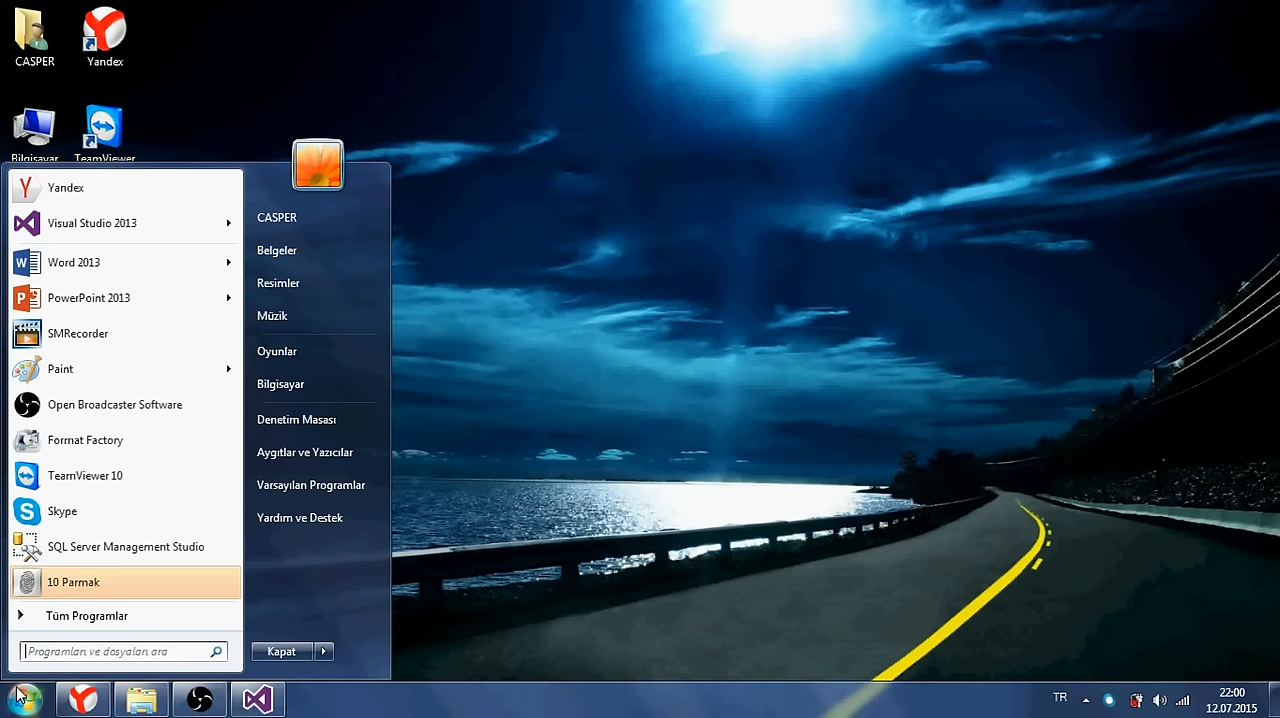 CASPER
Yandex
Bilgisayar
TeamViewer
Yandex
Visual Studio 2013
Word 2013
PowerPoint 2013
SMRecorder
Paint
Open Broadcaster Software
Format Factory
TeamViewer 10
Skype
SQL Server Management Studio
10 Parmak
Tüm Programlar
Programları ve dosyaları ara
CASPER
Belgeler
Resimler
Müzik
Oyunlar
Bilgisayar
Denetim Masası
Aygıtlar ve Yazıcılar
Varsayılan Programlar
Yardım ve Destek
Kapat
TR
22:00
12.07.2015